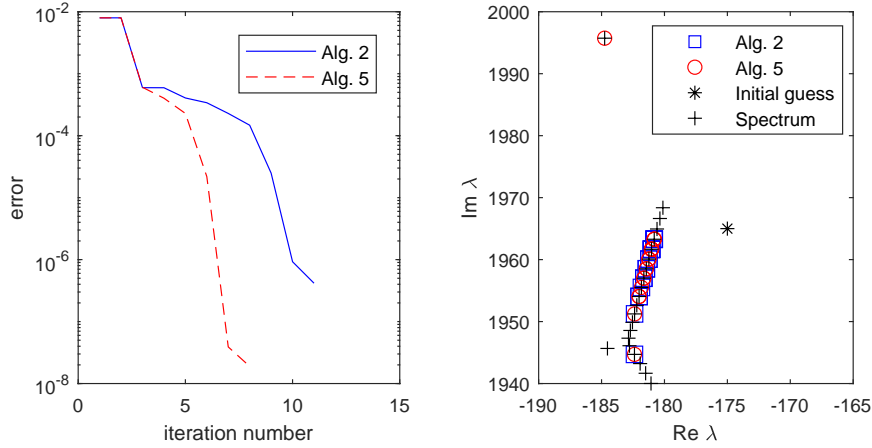 10^-2
10^-4
10^-6
10^-8
error
0
5
10
15
iteration number
Alg. 2
Alg. 5
2000
1990
1980
1970
1960
1950
1940
Im λ
-190
-185
-180
-175
-170
-165
Re λ
Alg. 2
Alg. 5
Initial guess
Spectrum